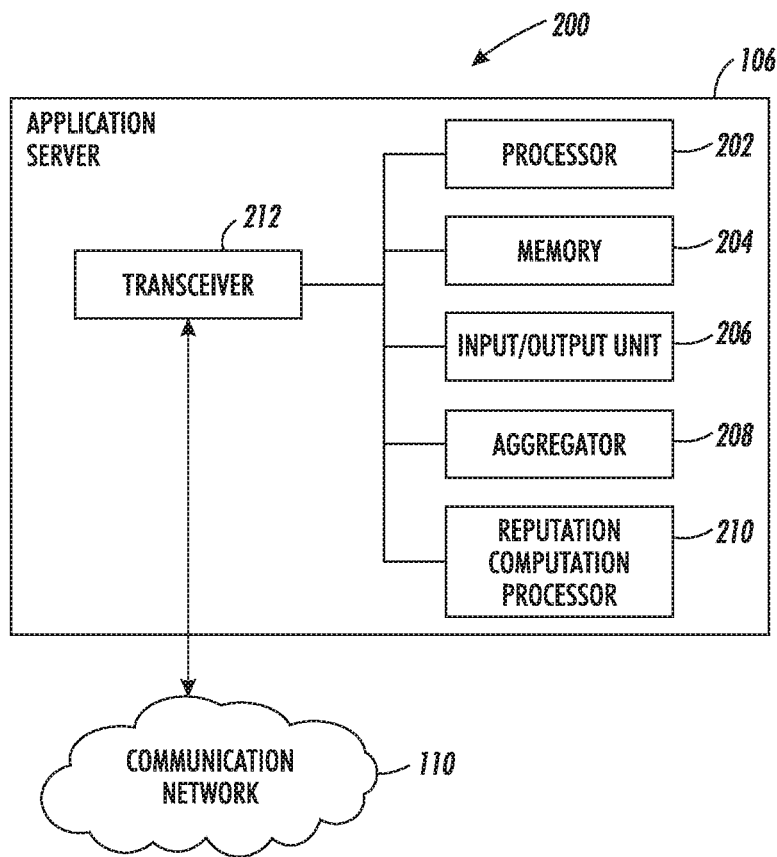 200
106
APPLICATION
SERVER
PROCESSOR
202
212
MEMORY
204
TRANSCEIVER
INPUT/OUTPUT UNIT
206
AGGREGATOR
208
REPUTATION
COMPUTATION
PROCESSOR
210
COMMUNICATION
NETWORK
110